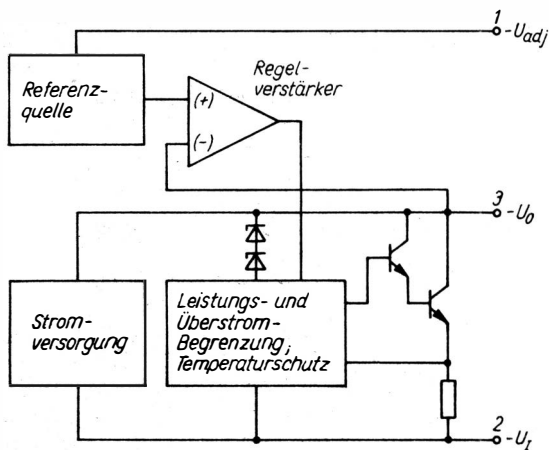 1
-U_adj
Referenz-
quelle
Regel-
verstärker
(+)
(-)
3
-U_O
Strom-
versorgung
Leistungs- und
Überstrom-
Begrenzung;
Temperaturschutz
2
-U_I